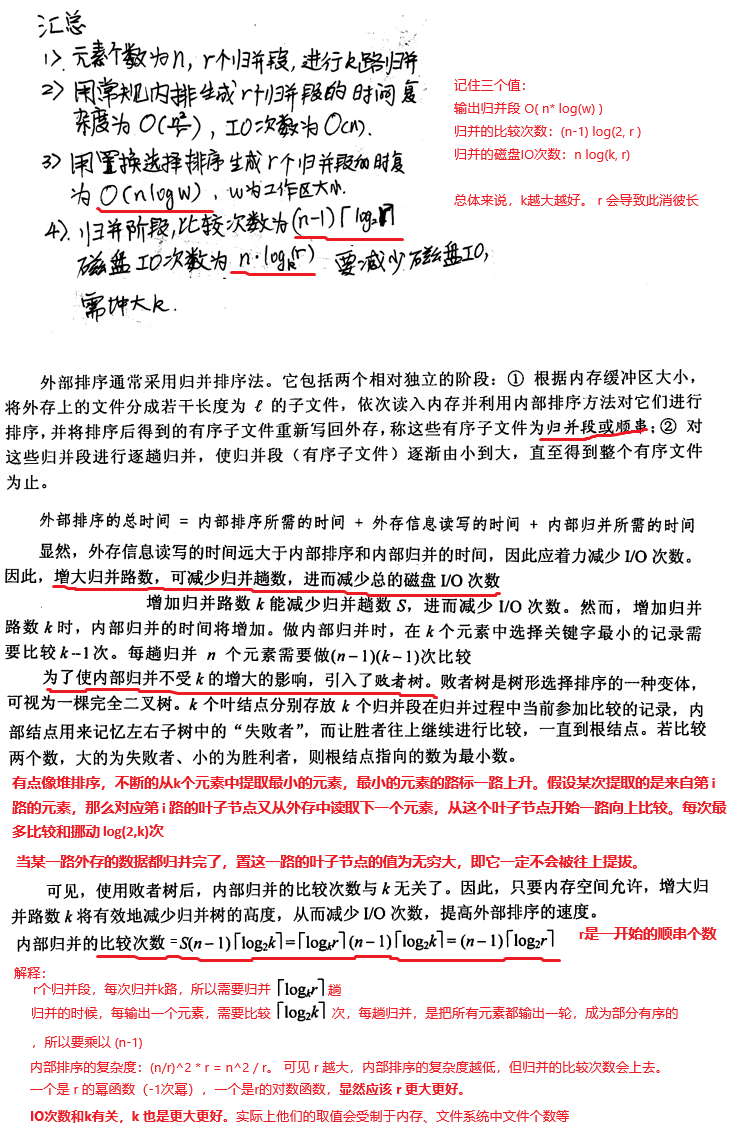 汇总
1>. 元素个数为n, r个归并段, 进行k路归并
2> 用常规内排生成r个归并段的时间复
杂度为 O(n²/r), IO次数为O(n).
3> 用置换选择排序生成r个归并段的时复
为 O(nlogw), w为工作区大小.
4>. 归并阶段, 比较次数为(n-1)⌈log₂r⌉
磁盘IO次数为 n·logₖ(r) 要减少磁盘IO,
需增大k.
记住三个值:
输出归并段 O( n* log(w) )
归并的比较次数: (n-1) log(2, r )
归并的磁盘IO次数: n log(k, r)
总体来说，k越大越好。 r 会导致此消彼长
外部排序通常采用归并排序法。它包括两个相对独立的阶段：① 根据内存缓冲区大小，
将外存上的文件分成若干长度为 ℓ 的子文件，依次读入内存并利用内部排序方法对它们进行
排序，并将排序后得到的有序子文件重新写回外存，称这些有序子文件为归并段或顺串；② 对
这些归并段进行逐趟归并，使归并段（有序子文件）逐渐由小到大，直至得到整个有序文件
为止。
外部排序的总时间 = 内部排序所需的时间 + 外存信息读写的时间 + 内部归并所需的时间
显然，外存信息读写的时间远大于内部排序和内部归并的时间，因此应着力减少 I/O 次数。
因此，增大归并路数，可减少归并趟数，进而减少总的磁盘 I/O 次数
增加归并路数 k 能减少归并趟数 S，进而减少 I/O 次数。然而，增加归并
路数 k 时，内部归并的时间将增加。做内部归并时，在 k 个元素中选择关键字最小的记录需
要比较 k-1 次。每趟归并 n 个元素需要做(n-1)(k-1)次比较
为了使内部归并不受 k 的增大的影响，引入了败者树。败者树是树形选择排序的一种变体，
可视为一棵完全二叉树。k 个叶结点分别存放 k 个归并段在归并过程中当前参加比较的记录，内
部结点用来记忆左右子树中的“失败者”，而让胜者往上继续进行比较，一直到根结点。若比较
两个数，大的为失败者、小的为胜利者，则根结点指向的数为最小数。
有点像堆排序，不断的从k个元素中提取最小的元素，最小的元素的路标一路上升。假设某次提取的是来自第 i
路的元素，那么对应第 i 路的叶子节点又从外存中读取下一个元素，从这个叶子节点开始一路向上比较。每次最
多比较和挪动 log(2,k)次
当某一路外存的数据都归并完了，置这一路的叶子节点的值为无穷大，即它一定不会被往上提拔。
可见，使用败者树后，内部归并的比较次数与 k 无关了。因此，只要内存空间允许，增大归
并路数 k 将有效地减少归并树的高度，从而减少 I/O 次数，提高外部排序的速度。
内部归并的比较次数 =S(n-1)⌈log₂k⌉=⌈logₖr⌉(n-1)⌈log₂k⌉=(n-1)⌈log₂r⌉ r是一开始的顺串个数
解释:
r个归并段，每次归并k路，所以需要归并 ⌈logₖr⌉ 趟
归并的时候，每输出一个元素，需要比较 ⌈log₂k⌉ 次，每趟归并，是把所有元素都输出一轮，成为部分有序的
，所以要乘以 (n-1)
内部排序的复杂度：(n/r)^2 * r = n^2 / r。 可见 r 越大，内部排序的复杂度越低，但归并的比较次数会上去。
一个是 r 的幂函数（-1次幂），一个是r的对数函数，显然应该 r 更大更好。
IO次数和k有关，k 也是更大更好。实际上他们的取值会受制于内存、文件系统中文件个数等